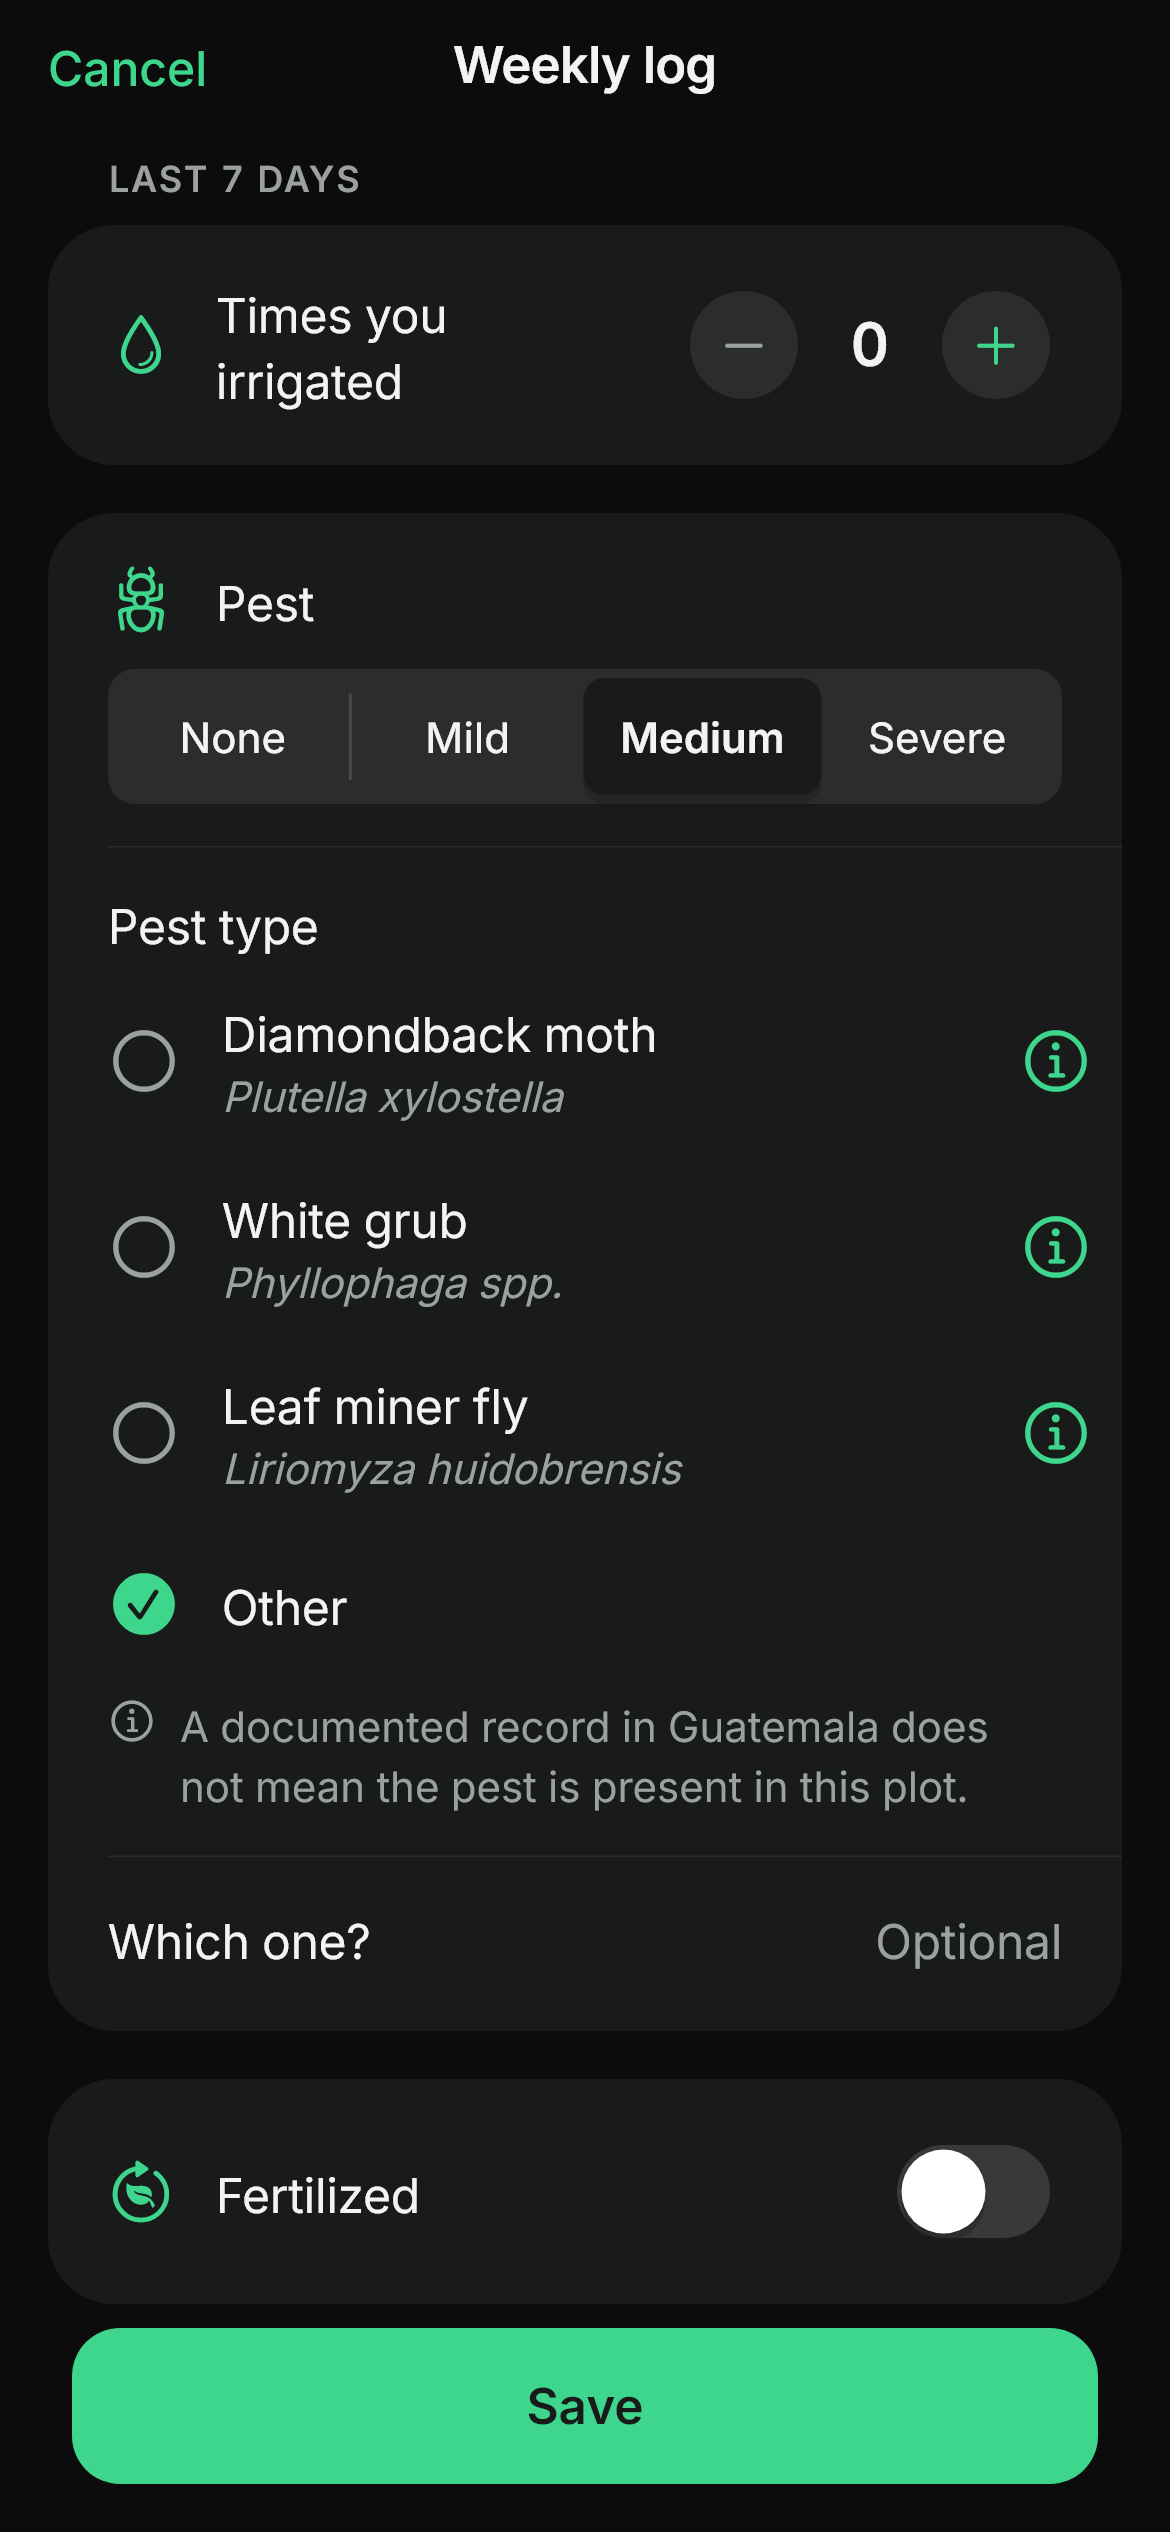 Cancel
Weekly log
LAST 7 DAYS
Times you
irrigated
0
Pest
None
Mild
Medium
Severe
Pest type
Diamondback moth
Plutella xylostella
White grub
Phyllophaga spp.
Leaf miner fly
Liriomyza huidobrensis
Other
A documented record in Guatemala does
not mean the pest is present in this plot.
Which one?
Optional
Fertilized
Save